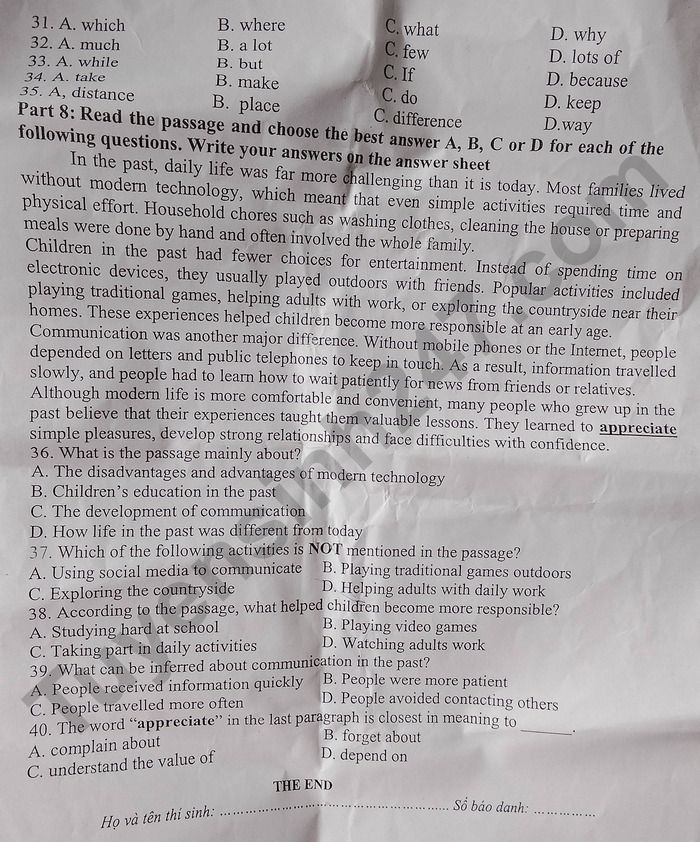 31. A. which B. where C. what D. why
32. A. much B. a lot C. few D. lots of
33. A. while B. but C. If D. because
34. A. take B. make C. do D. keep
35. A, distance B. place C. difference D.way
Part 8: Read the passage and choose the best answer A, B, C or D for each of the
following questions. Write your answers on the answer sheet
In the past, daily life was far more challenging than it is today. Most families lived
without modern technology, which meant that even simple activities required time and
physical effort. Household chores such as washing clothes, cleaning the house or preparing
meals were done by hand and often involved the whole family.
Children in the past had fewer choices for entertainment. Instead of spending time on
electronic devices, they usually played outdoors with friends. Popular activities included
playing traditional games, helping adults with work, or exploring the countryside near their
homes. These experiences helped children become more responsible at an early age.
Communication was another major difference. Without mobile phones or the Internet, people
depended on letters and public telephones to keep in touch. As a result, information travelled
slowly, and people had to learn how to wait patiently for news from friends or relatives.
Although modern life is more comfortable and convenient, many people who grew up in the
past believe that their experiences taught them valuable lessons. They learned to appreciate
simple pleasures, develop strong relationships and face difficulties with confidence.
36. What is the passage mainly about?
A. The disadvantages and advantages of modern technology
B. Children's education in the past
C. The development of communication
D. How life in the past was different from today
37. Which of the following activities is NOT mentioned in the passage?
A. Using social media to communicate B. Playing traditional games outdoors
C. Exploring the countryside D. Helping adults with daily work
38. According to the passage, what helped children become more responsible?
A. Studying hard at school B. Playing video games
C. Taking part in daily activities D. Watching adults work
39. What can be inferred about communication in the past?
A. People received information quickly B. People were more patient
C. People travelled more often D. People avoided contacting others
40. The word "appreciate" in the last paragraph is closest in meaning to ______.
A. complain about B. forget about
C. understand the value of D. depend on
THE END
Họ và tên thí sinh: ........................................ Số báo danh: ..............
Tuyensinh247.com